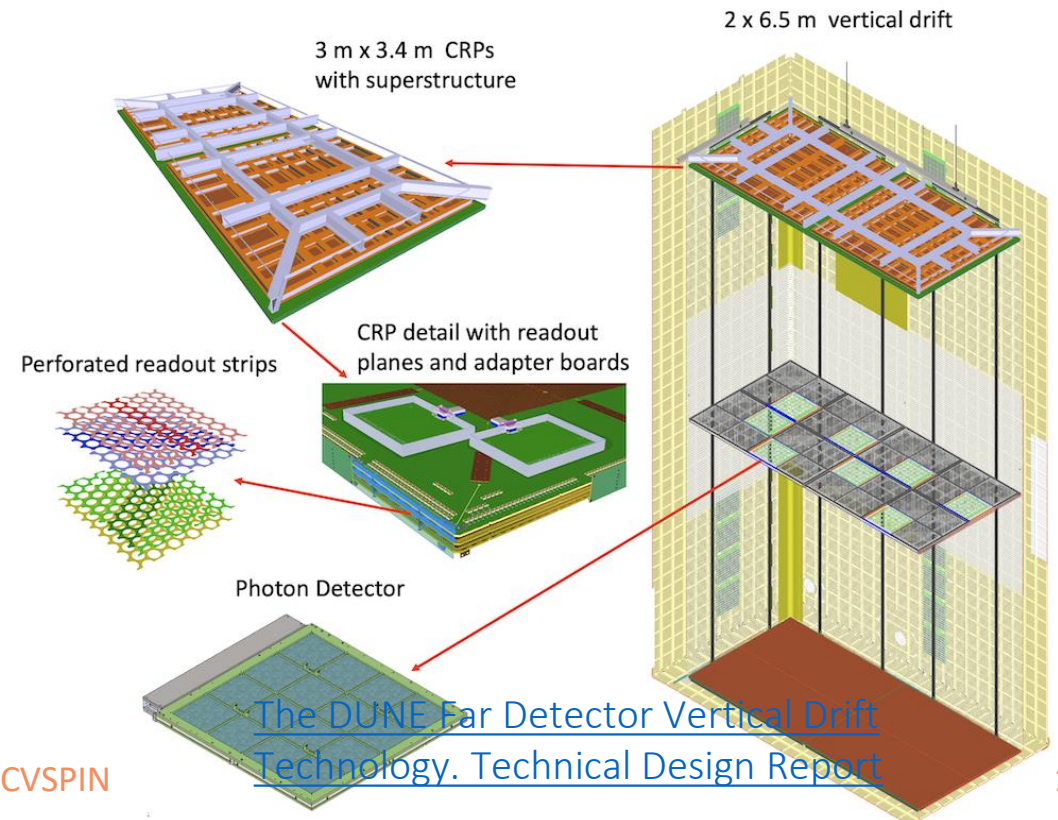 2 x 6.5 m vertical drift
3 m x 3.4 m CRPs
with superstructure
CRP detail with readout
planes and adapter boards
Perforated readout strips
Photon Detector
The DUNE Far Detector Vertical Drift
Technology. Technical Design Report
CVSPIN